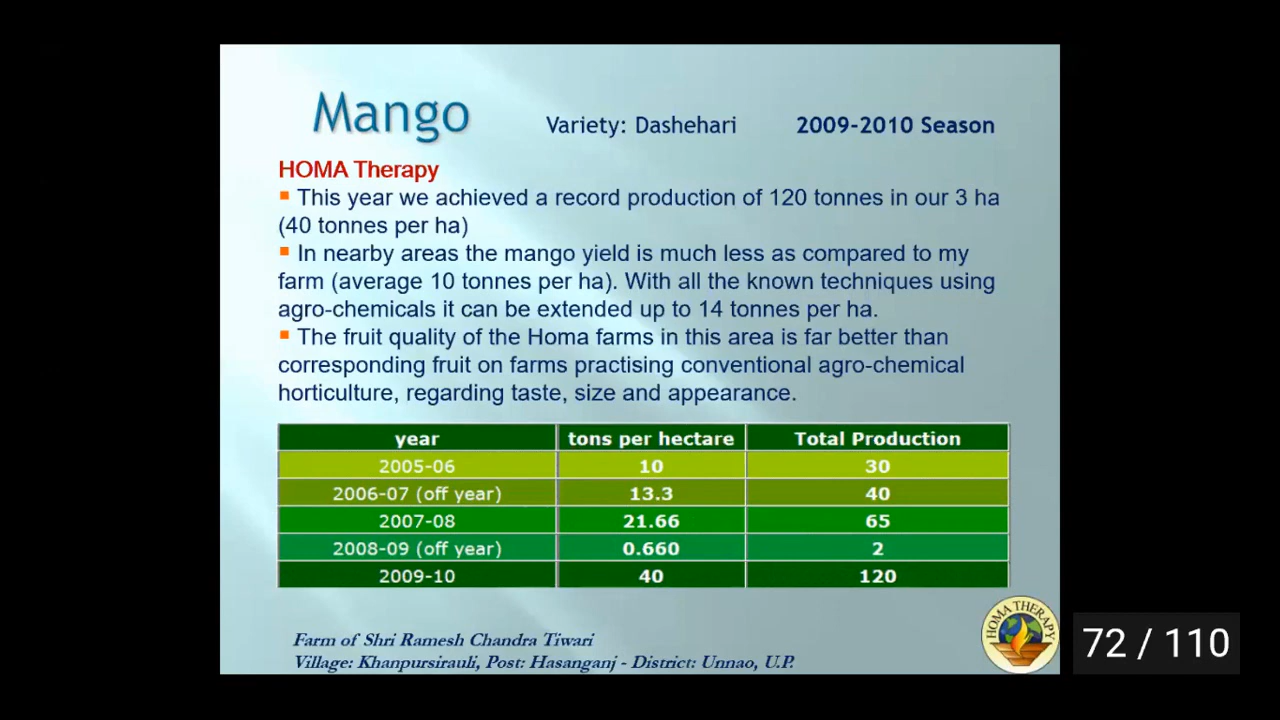 Mango Variety: Dashehari 2009-2010 Season
HOMA Therapy
▪ This year we achieved a record production of 120 tonnes in our 3 ha
(40 tonnes per ha)
▪ In nearby areas the mango yield is much less as compared to my
farm (average 10 tonnes per ha). With all the known techniques using
agro-chemicals it can be extended up to 14 tonnes per ha.
▪ The fruit quality of the Homa farms in this area is far better than
corresponding fruit on farms practising conventional agro-chemical
horticulture, regarding taste, size and appearance.
year tons per hectare Total Production
2005-06 10 30
2006-07 (off year) 13.3 40
2007-08 21.66 65
2008-09 (off year) 0.660 2
2009-10 40 120
Farm of Shri Ramesh Chandra Tiwari
Village: Khanpursirauli, Post: Hasanganj - District: Unnao, U.P.
HOMA THERAPY
72 / 110